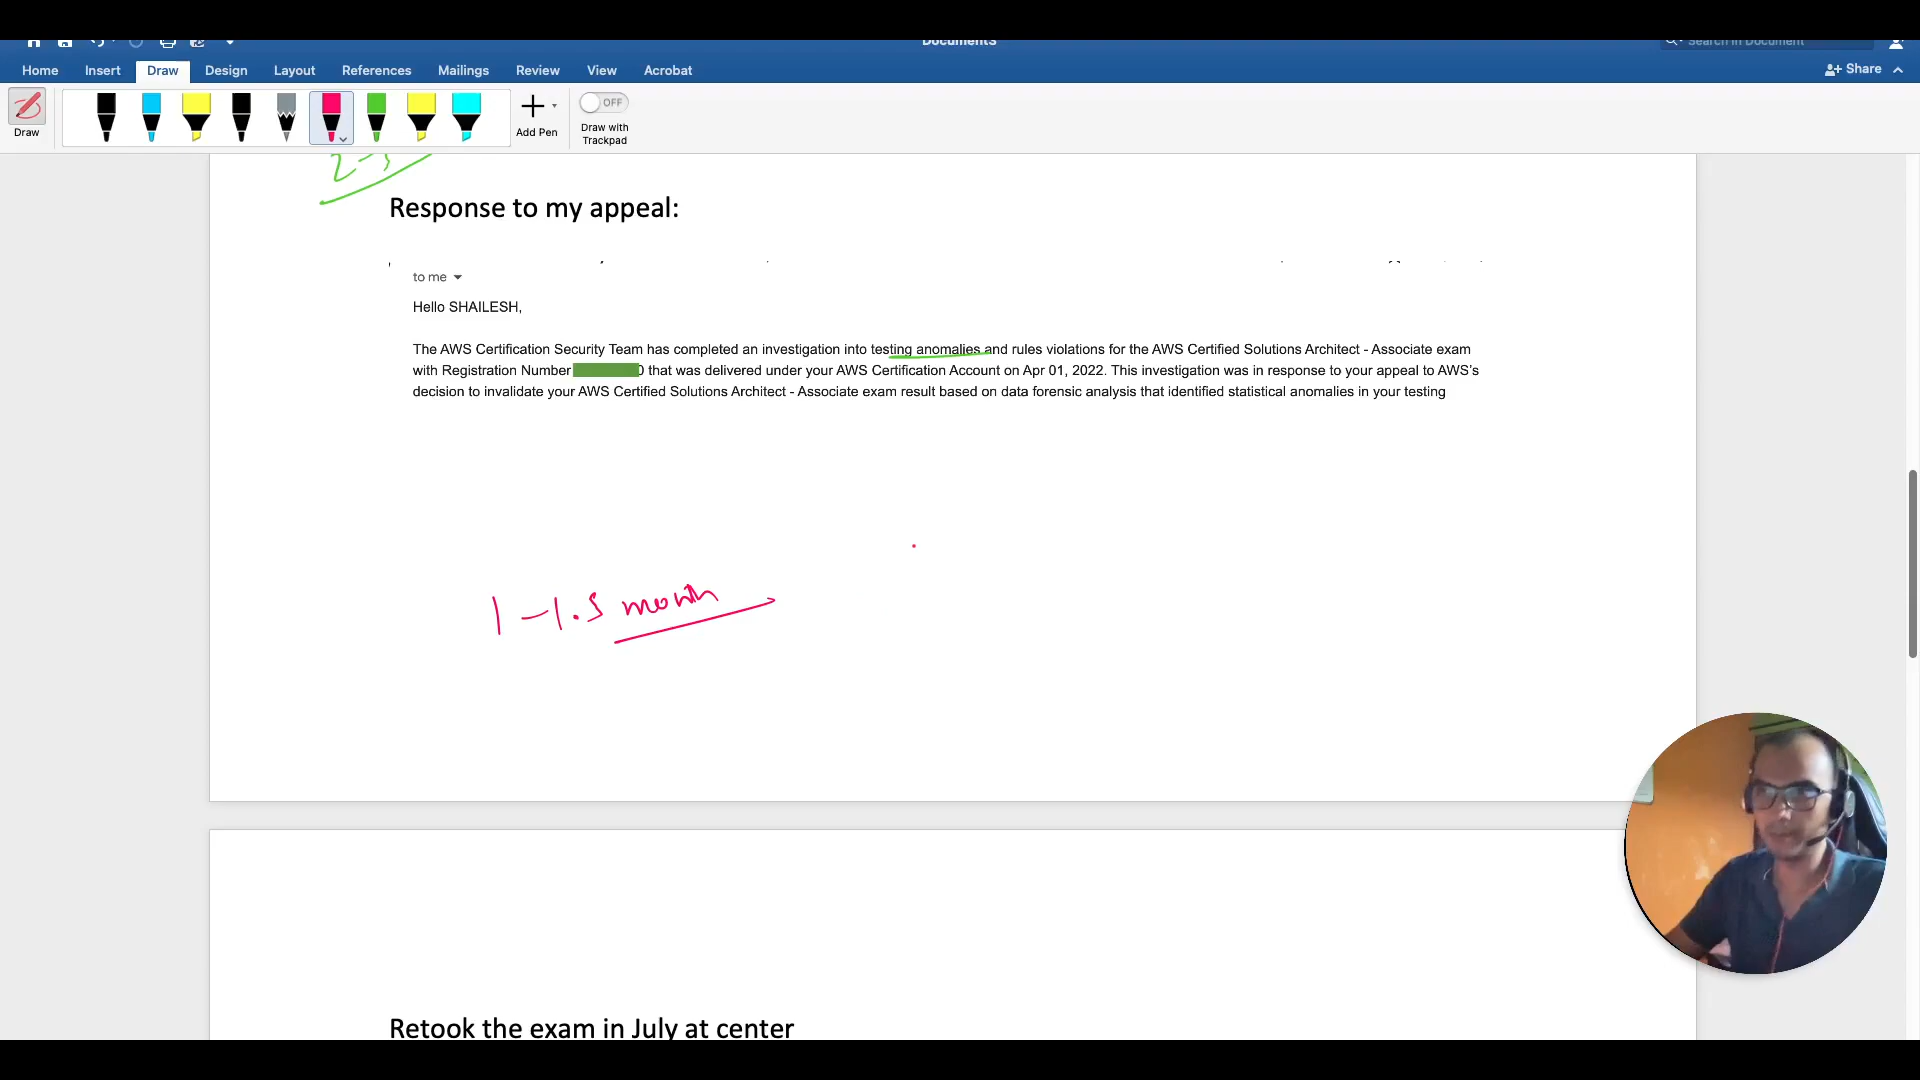 Document3
Search in Document
Home Insert Draw Design Layout References Mailings Review View Acrobat
Share
OFF
Draw
Add Pen
Draw with
Trackpad
Response to my appeal:
to me
Hello SHAILESH,
The AWS Certification Security Team has completed an investigation into testing anomalies and rules violations for the AWS Certified Solutions Architect - Associate exam
with Registration Number 0 that was delivered under your AWS Certification Account on Apr 01, 2022. This investigation was in response to your appeal to AWS's
decision to invalidate your AWS Certified Solutions Architect - Associate exam result based on data forensic analysis that identified statistical anomalies in your testing
1 - 1.5 month
Retook the exam in July at center